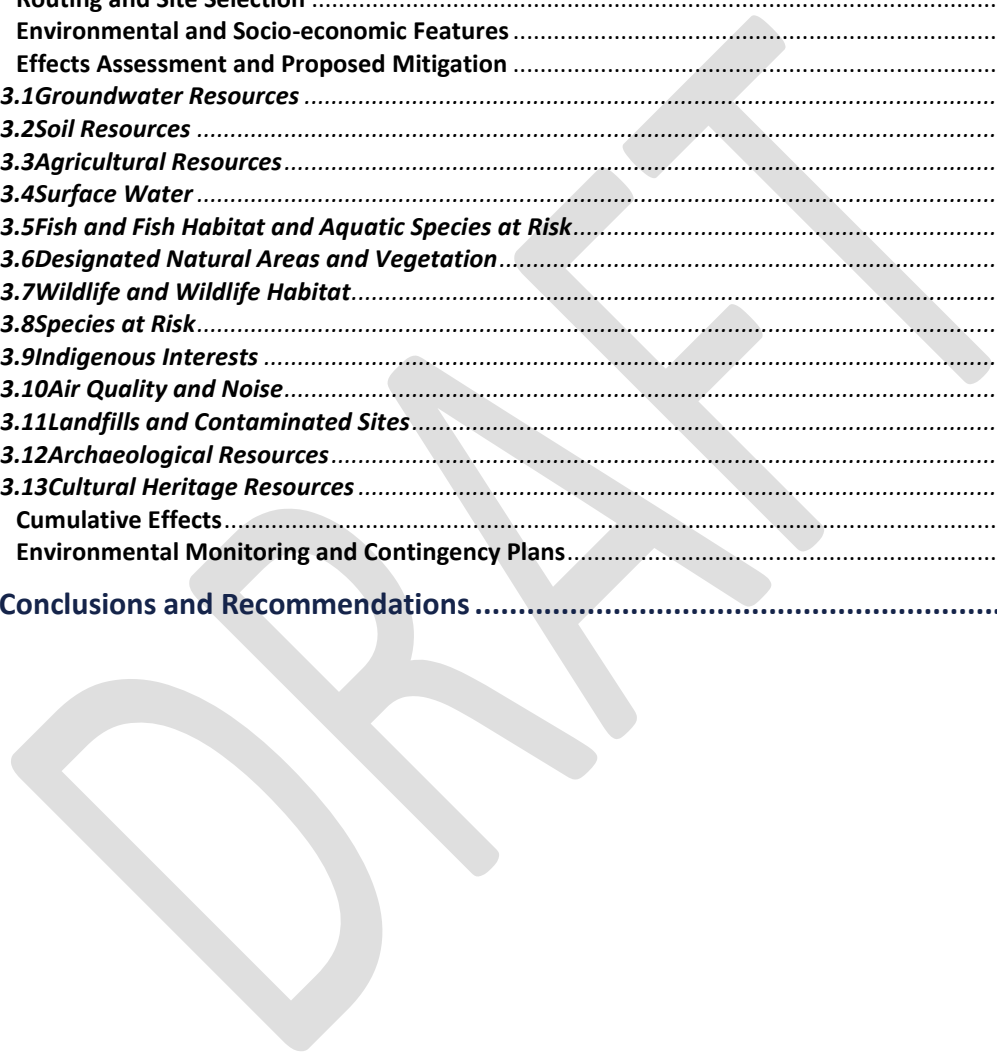 Routing and Site Selection ........................................................................................................
Environmental and Socio-economic Features ........................................................................
Effects Assessment and Proposed Mitigation ........................................................................
3.1Groundwater Resources ........................................................................................................
3.2Soil Resources ........................................................................................................
3.3Agricultural Resources ........................................................................................................
3.4Surface Water ........................................................................................................
3.5Fish and Fish Habitat and Aquatic Species at Risk ................................................................
3.6Designated Natural Areas and Vegetation ........................................................................
3.7Wildlife and Wildlife Habitat ........................................................................................
3.8Species at Risk ........................................................................................................
3.9Indigenous Interests ........................................................................................................
3.10Air Quality and Noise ........................................................................................................
3.11Landfills and Contaminated Sites ........................................................................................
3.12Archaeological Resources ........................................................................................
3.13Cultural Heritage Resources ........................................................................................
Cumulative Effects ........................................................................................................
Environmental Monitoring and Contingency Plans ................................................................
Conclusions and Recommendations ................................................................
DRAFT